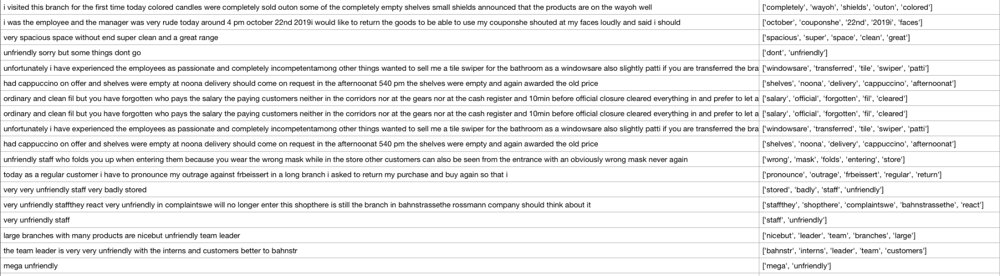 i visited this branch for the first time today colored candles were completely sold outon some of the completely empty shelves small shields announced that the products are on the wayoh well ['completely', 'wayoh', 'shields', 'outon', 'colored']
i was the employee and the manager was very rude today around 4 pm october 22nd 2019i would like to return the goods to be able to use my couponshe shouted at my faces loudly and said i should ['october', 'couponshe', '22nd', '2019i', 'faces']
very spacious space without end super clean and a great range ['spacious', 'super', 'space', 'clean', 'great']
unfriendly sorry but some things dont go ['dont', 'unfriendly']
unfortunately i have experienced the employees as passionate and completely incompetentamong other things wanted to sell me a tile swiper for the bathroom as a windowsare also slightly patti if you are transferred the bra ['windowsare', 'transferred', 'tile', 'swiper', 'patti']
had cappuccino on offer and shelves were empty at noona delivery should come on request in the afternoonat 540 pm the shelves were empty and again awarded the old price ['shelves', 'noona', 'delivery', 'cappuccino', 'afternoonat']
ordinary and clean fil but you have forgotten who pays the salary the paying customers neither in the corridors nor at the gears nor at the cash register and 10min before official closure cleared everything in and prefer to let a ['salary', 'official', 'forgotten', 'fil', 'cleared']
ordinary and clean fil but you have forgotten who pays the salary the paying customers neither in the corridors nor at the gears nor at the cash register and 10min before official closure cleared everything in and prefer to let a ['salary', 'official', 'forgotten', 'fil', 'cleared']
unfortunately i have experienced the employees as passionate and completely incompetentamong other things wanted to sell me a tile swiper for the bathroom as a windowsare also slightly patti if you are transferred the bra ['windowsare', 'transferred', 'tile', 'swiper', 'patti']
had cappuccino on offer and shelves were empty at noona delivery should come on request in the afternoonat 540 pm the shelves were empty and again awarded the old price ['shelves', 'noona', 'delivery', 'cappuccino', 'afternoonat']
unfriendly staff who folds you up when entering them because you wear the wrong mask while in the store other customers can also be seen from the entrance with an obviously wrong mask never again ['wrong', 'mask', 'folds', 'entering', 'store']
today as a regular customer i have to pronounce my outrage against frbeissert in a long branch i asked to return my purchase and buy again so that i ['pronounce', 'outrage', 'frbeissert', 'regular', 'return']
very very unfriendly staff very badly stored ['stored', 'badly', 'staff', 'unfriendly']
very unfriendly staffthey react very unfriendly in complaintswe will no longer enter this shopthere is still the branch in bahnstrassethe rossmann company should think about it ['staffthey', 'shopthere', 'complaintswe', 'bahnstrassethe', 'react']
very unfriendly staff ['staff', 'unfriendly']
large branches with many products are nicebut unfriendly team leader ['nicebut', 'leader', 'team', 'branches', 'large']
the team leader is very very unfriendly with the interns and customers better to bahnstr ['bahnstr', 'interns', 'leader', 'team', 'customers']
mega unfriendly ['mega', 'unfriendly']